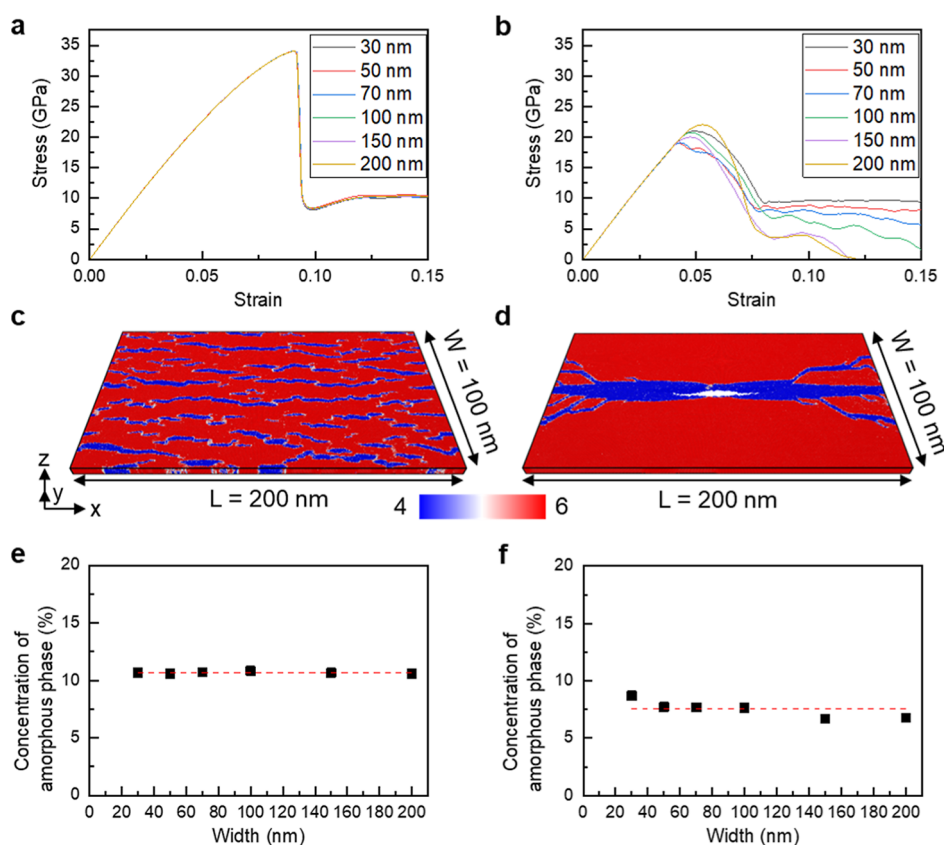 a
35
30
25
20
15
10
5
0
Stress (GPa)
0.00
0.05
0.10
0.15
Strain
30 nm
50 nm
70 nm
100 nm
150 nm
200 nm
b
35
30
25
20
15
10
5
0
Stress (GPa)
0.00
0.05
0.10
0.15
Strain
30 nm
50 nm
70 nm
100 nm
150 nm
200 nm
c
W = 100 nm
L = 200 nm
z
y
x
d
W = 100 nm
L = 200 nm
4
6
e
20
15
10
5
0
Concentration of
amorphous phase (%)
0 20 40 60 80 100 120 140 160 180 200
Width (nm)
f
20
15
10
5
0
Concentration of
amorphous phase (%)
0 20 40 60 80 100 120 140 160 180 200
Width (nm)